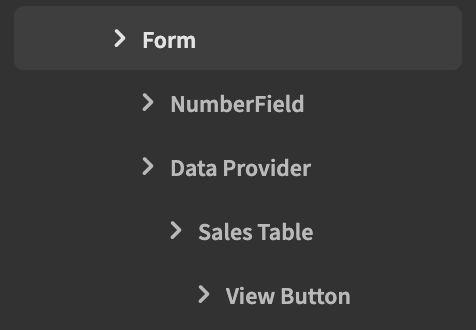 Form
NumberField
Data Provider
Sales Table
View Button